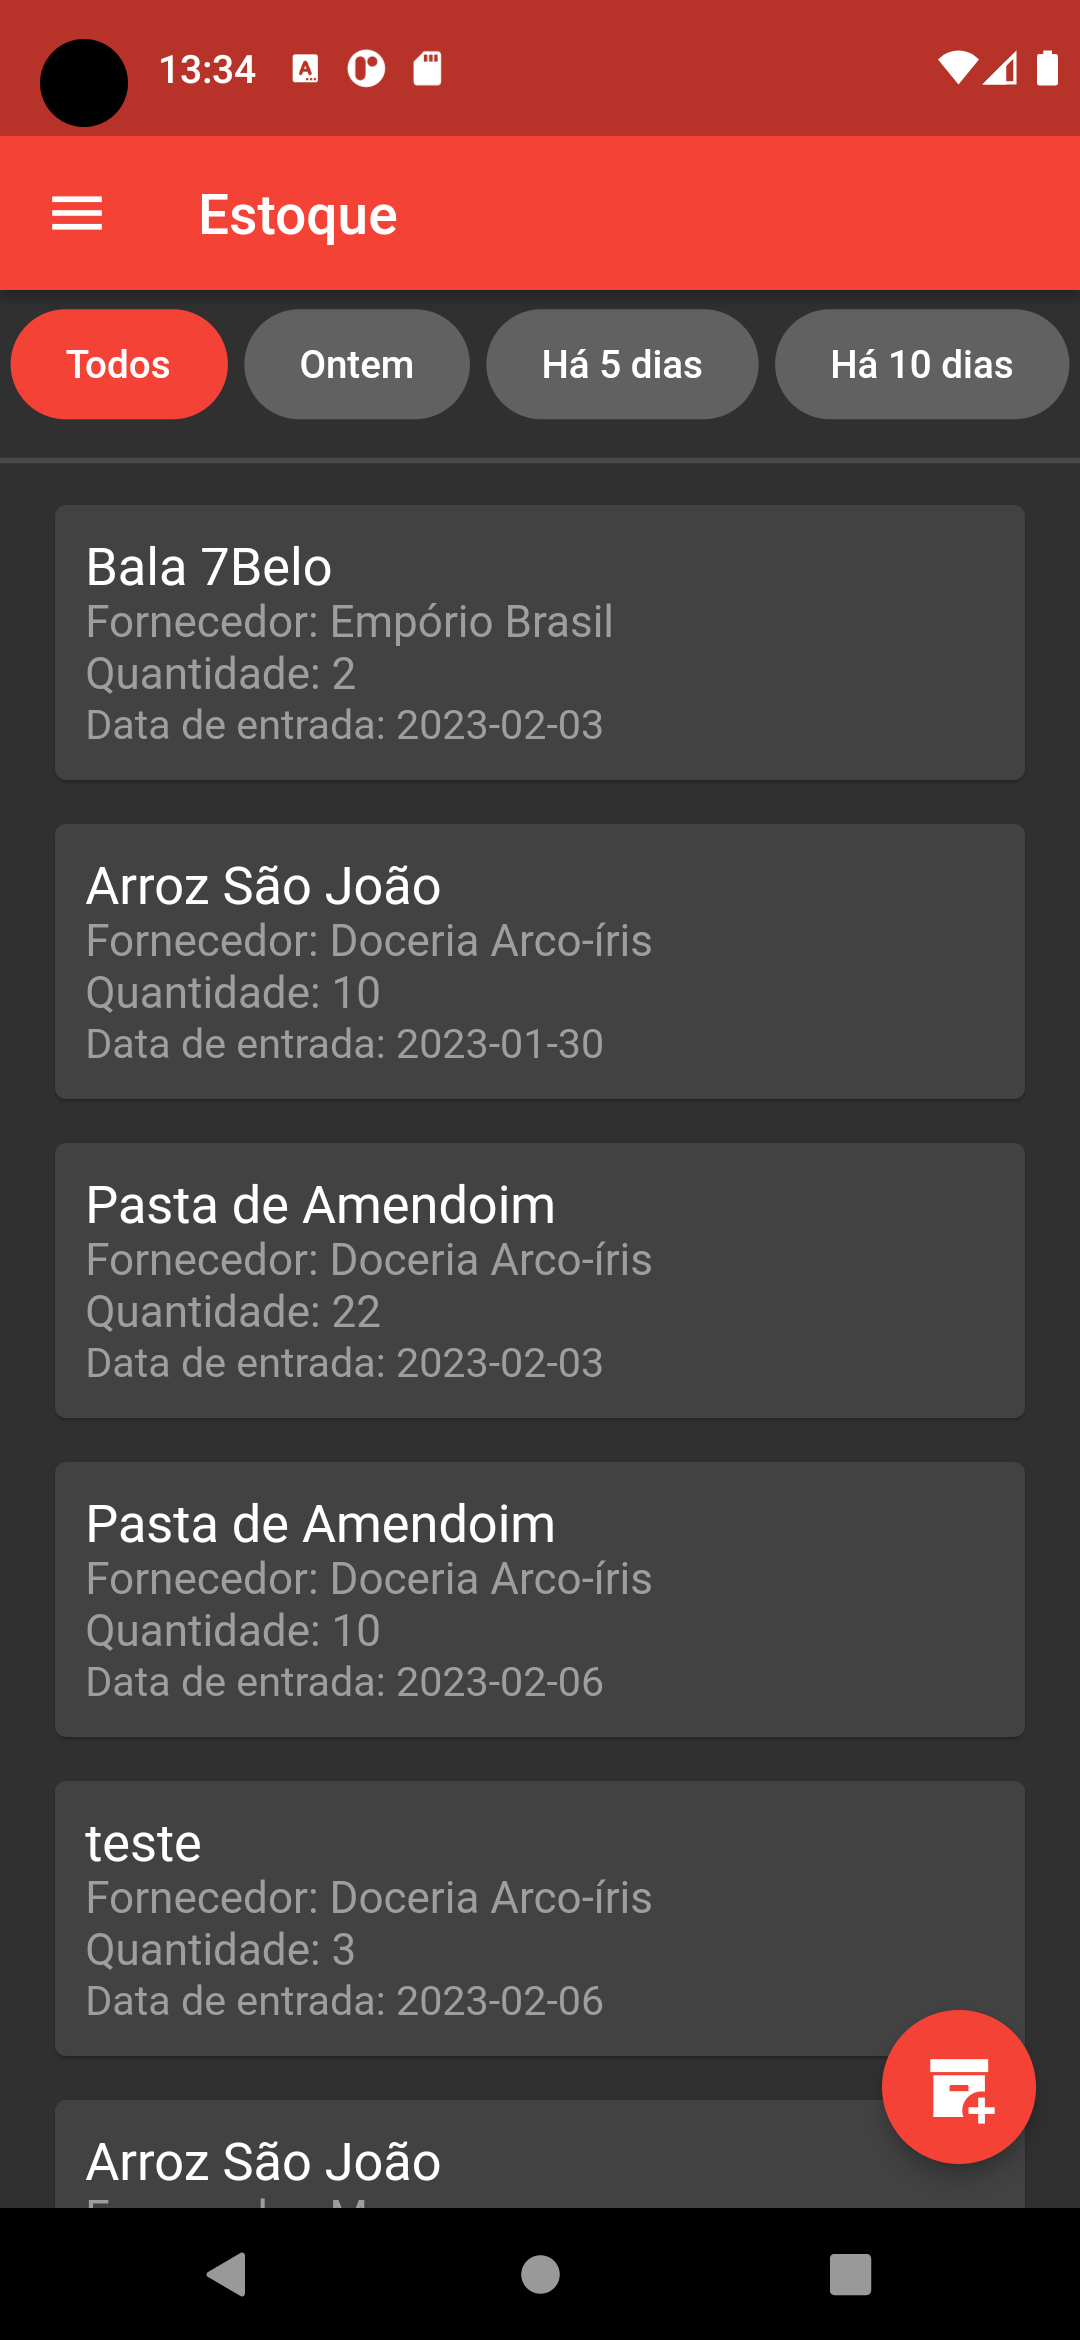 13:34
Estoque
Todos Ontem Há 5 dias Há 10 dias
Bala 7Belo
Fornecedor: Empório Brasil
Quantidade: 2
Data de entrada: 2023-02-03
Arroz São João
Fornecedor: Doceria Arco-íris
Quantidade: 10
Data de entrada: 2023-01-30
Pasta de Amendoim
Fornecedor: Doceria Arco-íris
Quantidade: 22
Data de entrada: 2023-02-03
Pasta de Amendoim
Fornecedor: Doceria Arco-íris
Quantidade: 10
Data de entrada: 2023-02-06
teste
Fornecedor: Doceria Arco-íris
Quantidade: 3
Data de entrada: 2023-02-06
Arroz São João